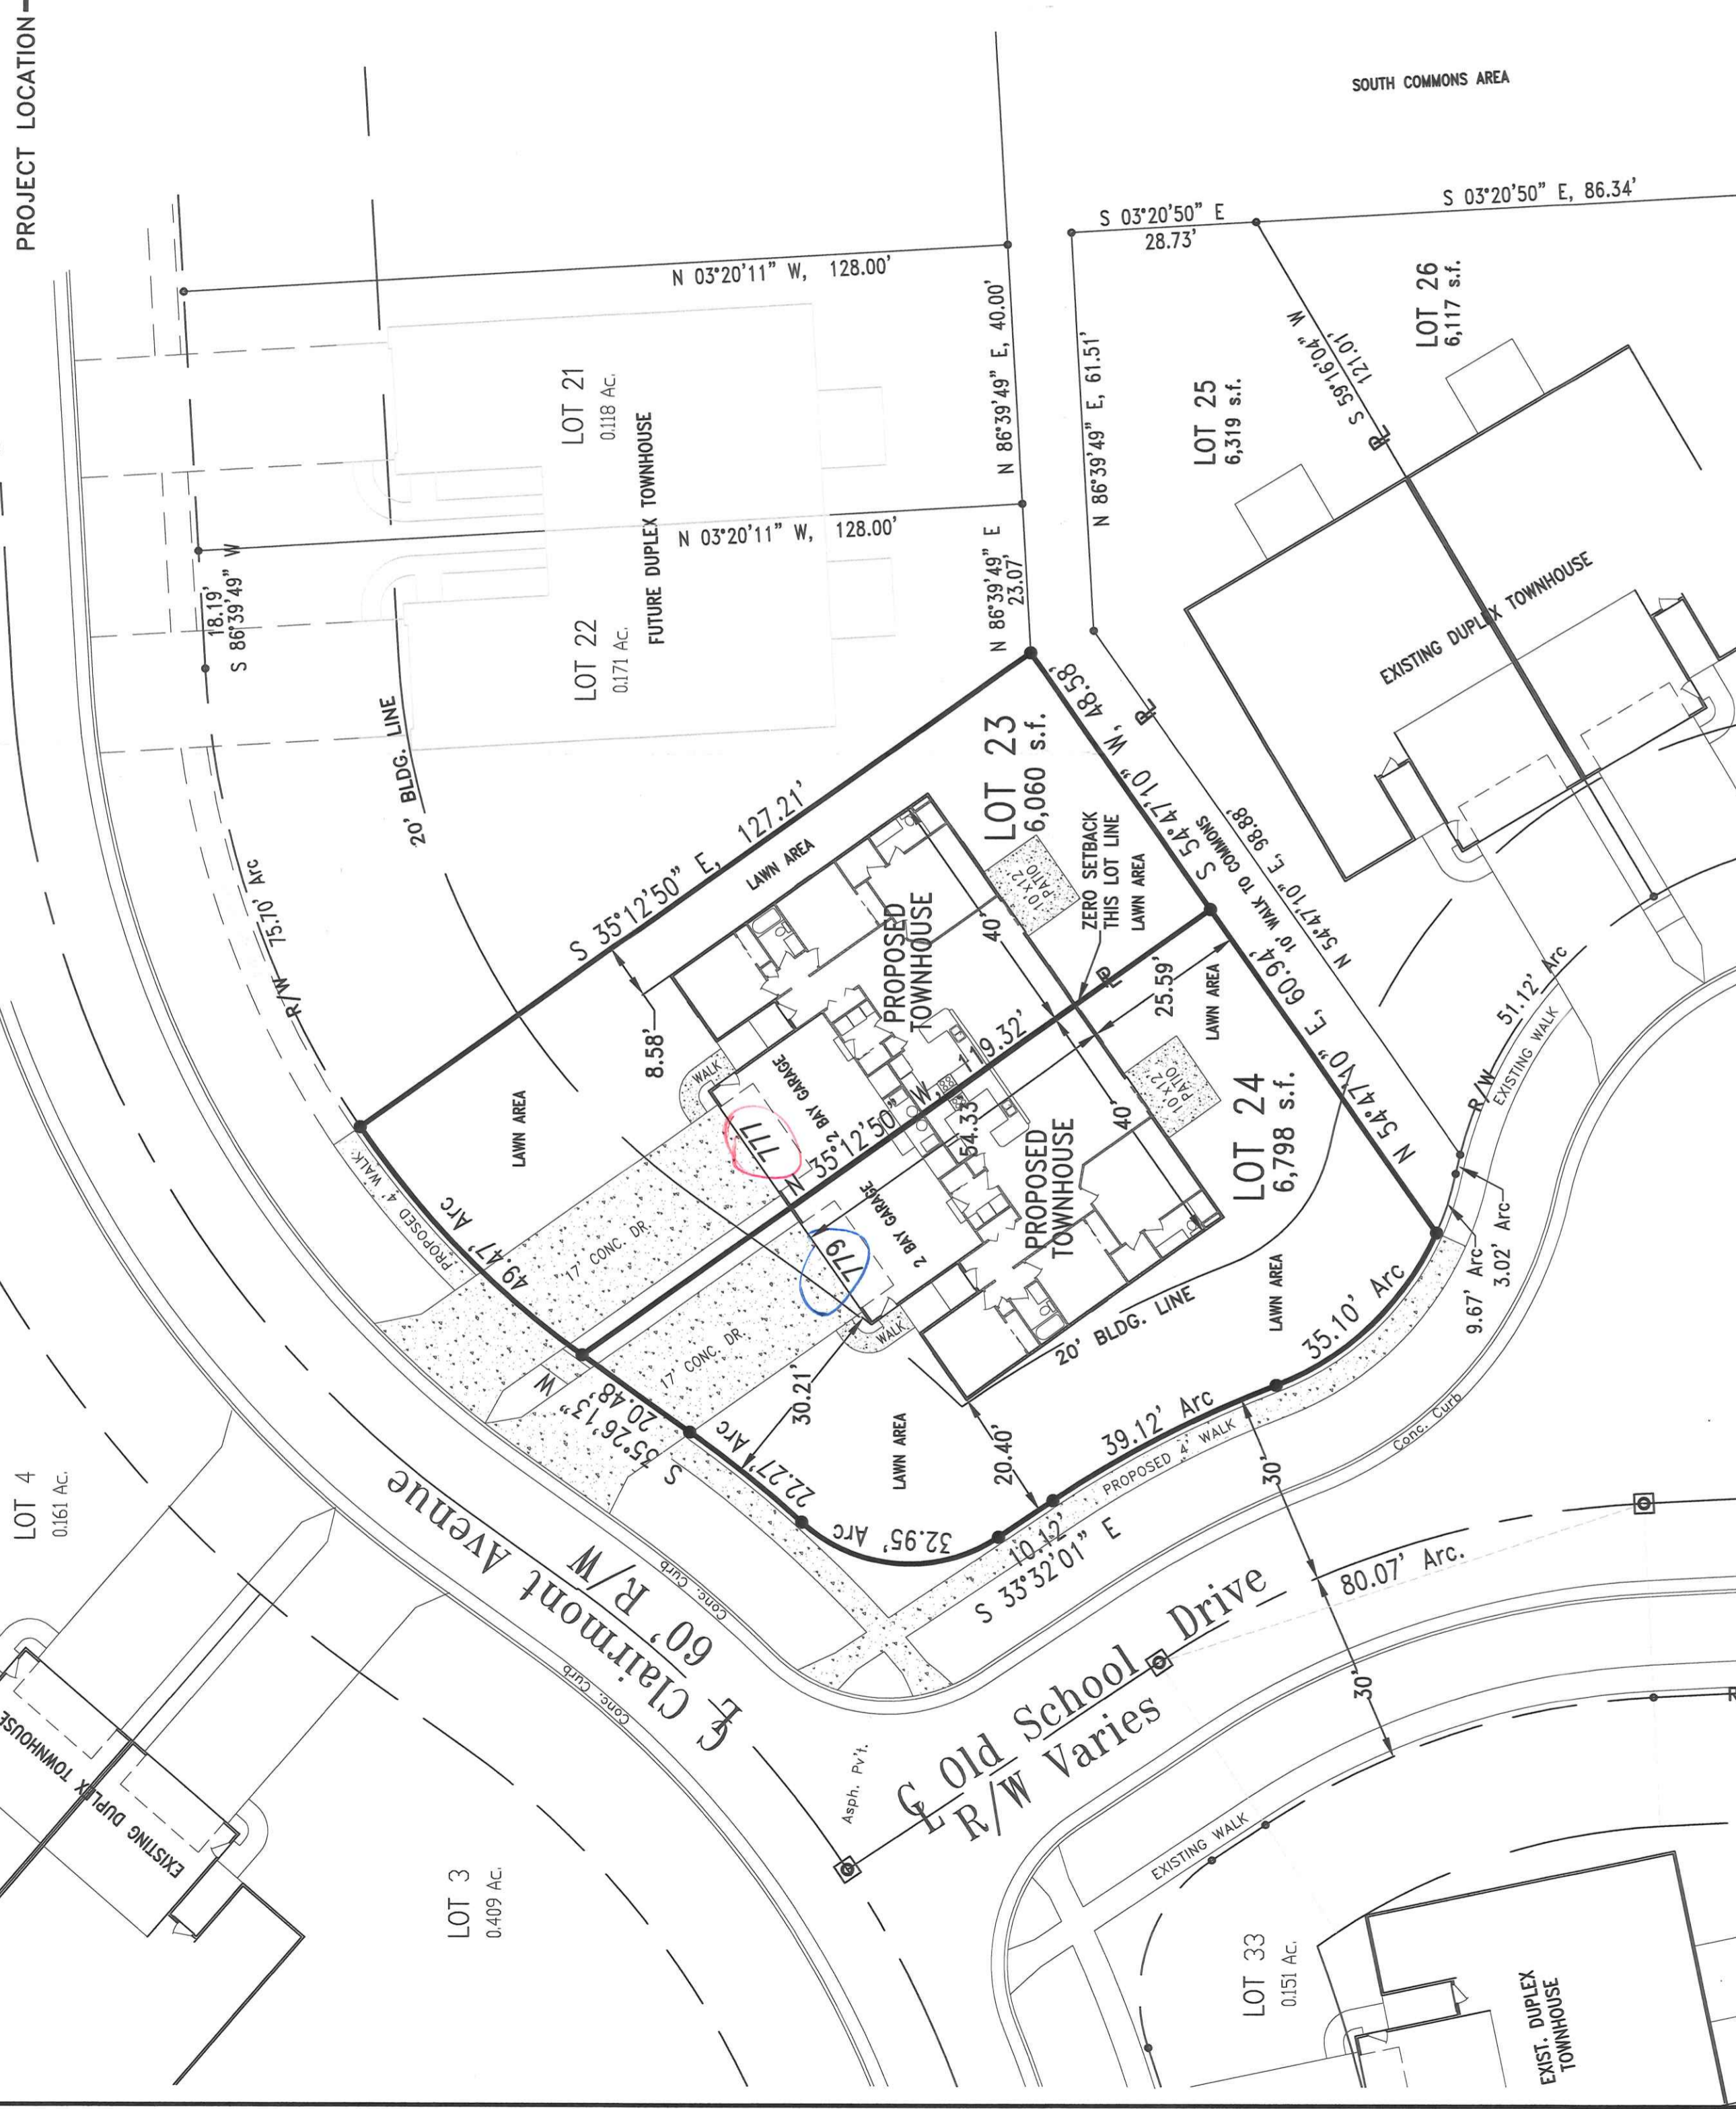 PROJECT LOCATION
SOUTH COMMONS AREA
S 03°20'50" E, 86.34'
S 03°20'50" E
28.73'
N 03°20'11" W, 128.00'
N 86°39'49" E, 40.00'
N 86°39'49" E, 61.51'
LOT 26
6,117 s.f.
S 59°16'04" W
121.01'
LOT 25
6,319 s.f.
LOT 21
0.118 Ac.
FUTURE DUPLEX TOWNHOUSE
N 03°20'11" W, 128.00'
N 86°39'49" E
23.07'
18.19'
S 86°39'49" W
LOT 22
0.171 Ac.
20' BLDG. LINE
EXISTING DUPLEX TOWNHOUSE
R/W 75.70' Arc
S 35°12'50" E, 127.21'
LAWN AREA
LOT 23
6,060 s.f.
S 54°47'10" W, 48.58'
PL
PL
10' WALK TO COMMONS
N 54°47'10" E, 98.88'
ZERO SETBACK
THIS LOT LINE
LAWN AREA
10'X12'
PATIO
40'
PROPOSED
TOWNHOUSE
8.58'
WALK
2 BAY GARAGE
777
LAWN AREA
PROPOSED 4' WALK
49.47' Arc
17' CONC. DR.
N 35°12'50" W, 119.32'
PL
25.59'
LAWN AREA
54.33'
40'
10'X12'
PATIO
PROPOSED
TOWNHOUSE
LOT 24
6,798 s.f.
N 54°47'10" E, 60.94'
R/W 51.12' Arc
EXISTING WALK
9.67' Arc
3.02' Arc
779
2 BAY GARAGE
WALK
17' CONC. DR.
S 35°26'13" W
20.48'
22.27' Arc
30.21'
LAWN AREA
20' BLDG. LINE
LAWN AREA
35.10' Arc
39.12' Arc
PROPOSED 4' WALK
20.40'
32.95' Arc
10.12'
S 33°32'01" E
Conc. Curb
30'
80.07' Arc.
30'
CL Clairmont Avenue
60' R/W
Conc. Curb
Conc. Curb
CL Old School Drive
R/W Varies
Asph. Pv't.
LOT 4
0.161 Ac.
EXISTING DUPLEX TOWNHOUSE
LOT 3
0.409 Ac.
EXISTING WALK
LOT 33
0.151 Ac.
EXIST. DUPLEX
TOWNHOUSE
R